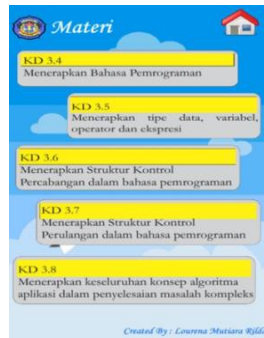 Materi
KD 3.4
Menerapkan Bahasa Pemrograman
KD 3.5
Menerapkan tipe data, variabel,
operator dan ekspresi
KD 3.6
Menerapkan Struktur Kontrol
Percabangan dalam bahasa pemrograman
KD 3.7
Menerapkan Struktur Kontrol
Perulangan dalam bahasa pemrograman
KD 3.8
Menerapkan keseluruhan konsep algoritma
aplikasi dalam penyelesaian masalah kompleks
Created By : Lourena Mutiara